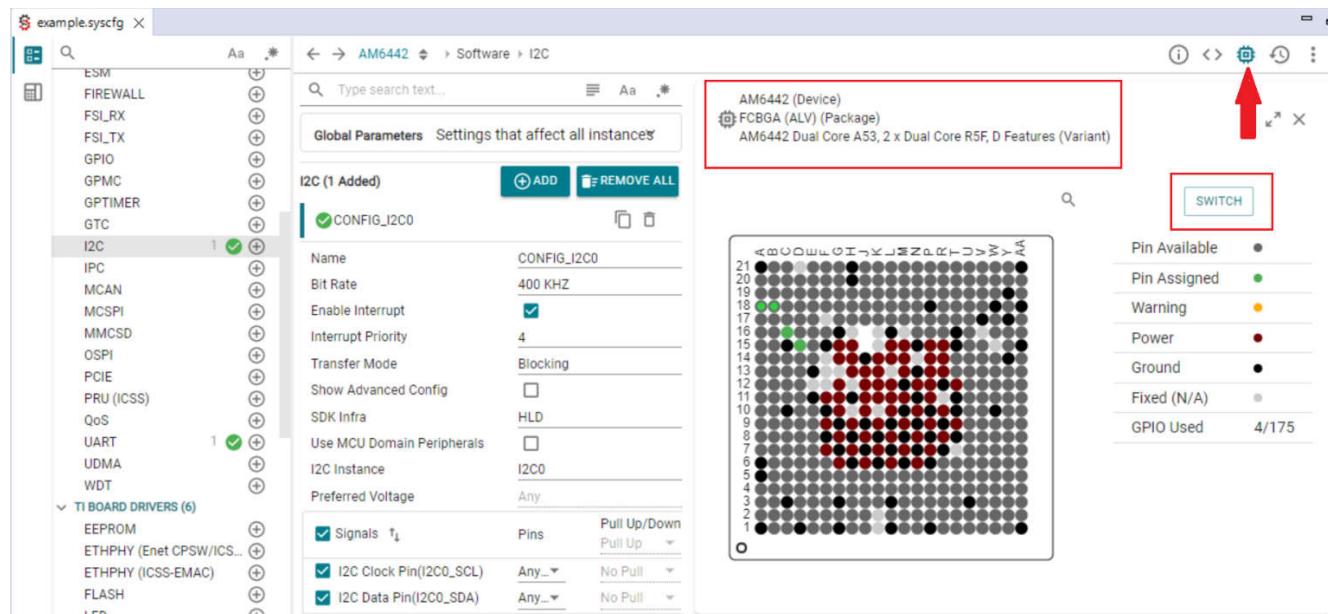 example.syscfg
Aa .*
ESM
FIREWALL
FSI_RX
FSI_TX
GPIO
GPMC
GPTIMER
GTC
I2C 1
IPC
MCAN
MCSPI
MMCSD
OSPI
PCIE
PRU (ICSS)
QoS
UART 1
UDMA
WDT
TI BOARD DRIVERS (6)
EEPROM
ETHPHY (Enet CPSW/ICS...
ETHPHY (ICSS-EMAC)
FLASH
LED
← → AM6442 > Software > I2C
Type search text... Aa .*
Global Parameters Settings that affect all instances
I2C (1 Added) ADD REMOVE ALL
CONFIG_I2C0
Name CONFIG_I2C0
Bit Rate 400 KHZ
Enable Interrupt
Interrupt Priority 4
Transfer Mode Blocking
Show Advanced Config
SDK Infra HLD
Use MCU Domain Peripherals
I2C Instance I2C0
Preferred Voltage Any
Signals Pins Pull Up/Down
Pull Up
I2C Clock Pin(I2C0_SCL) Any... No Pull
I2C Data Pin(I2C0_SDA) Any... No Pull
AM6442 (Device)
FCBGA (ALV) (Package)
AM6442 Dual Core A53, 2 x Dual Core R5F, D Features (Variant)
SWITCH
A B C D E F G H J K L M N P R T U V W Y AA
21
20
19
18
17
16
15
14
13
12
11
10
9
8
7
6
5
4
3
2
1
Pin Available
Pin Assigned
Warning
Power
Ground
Fixed (N/A)
GPIO Used 4/175